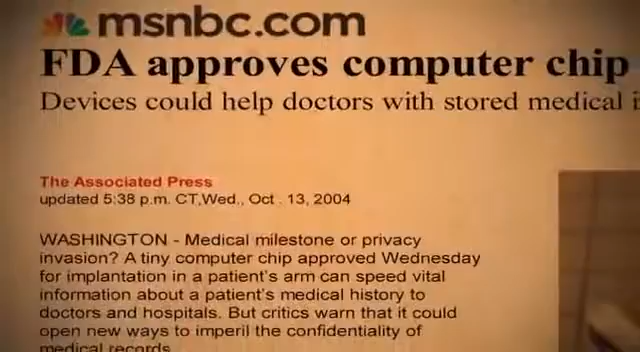 msnbc.com
FDA approves computer chip
Devices could help doctors with stored medical
The Associated Press
updated 5:38 p.m. CT,Wed., Oct . 13, 2004
WASHINGTON - Medical milestone or privacy
invasion? A tiny computer chip approved Wednesday
for implantation in a patient's arm can speed vital
information about a patient's medical history to
doctors and hospitals. But critics warn that it could
open new ways to imperil the confidentiality of
medical records